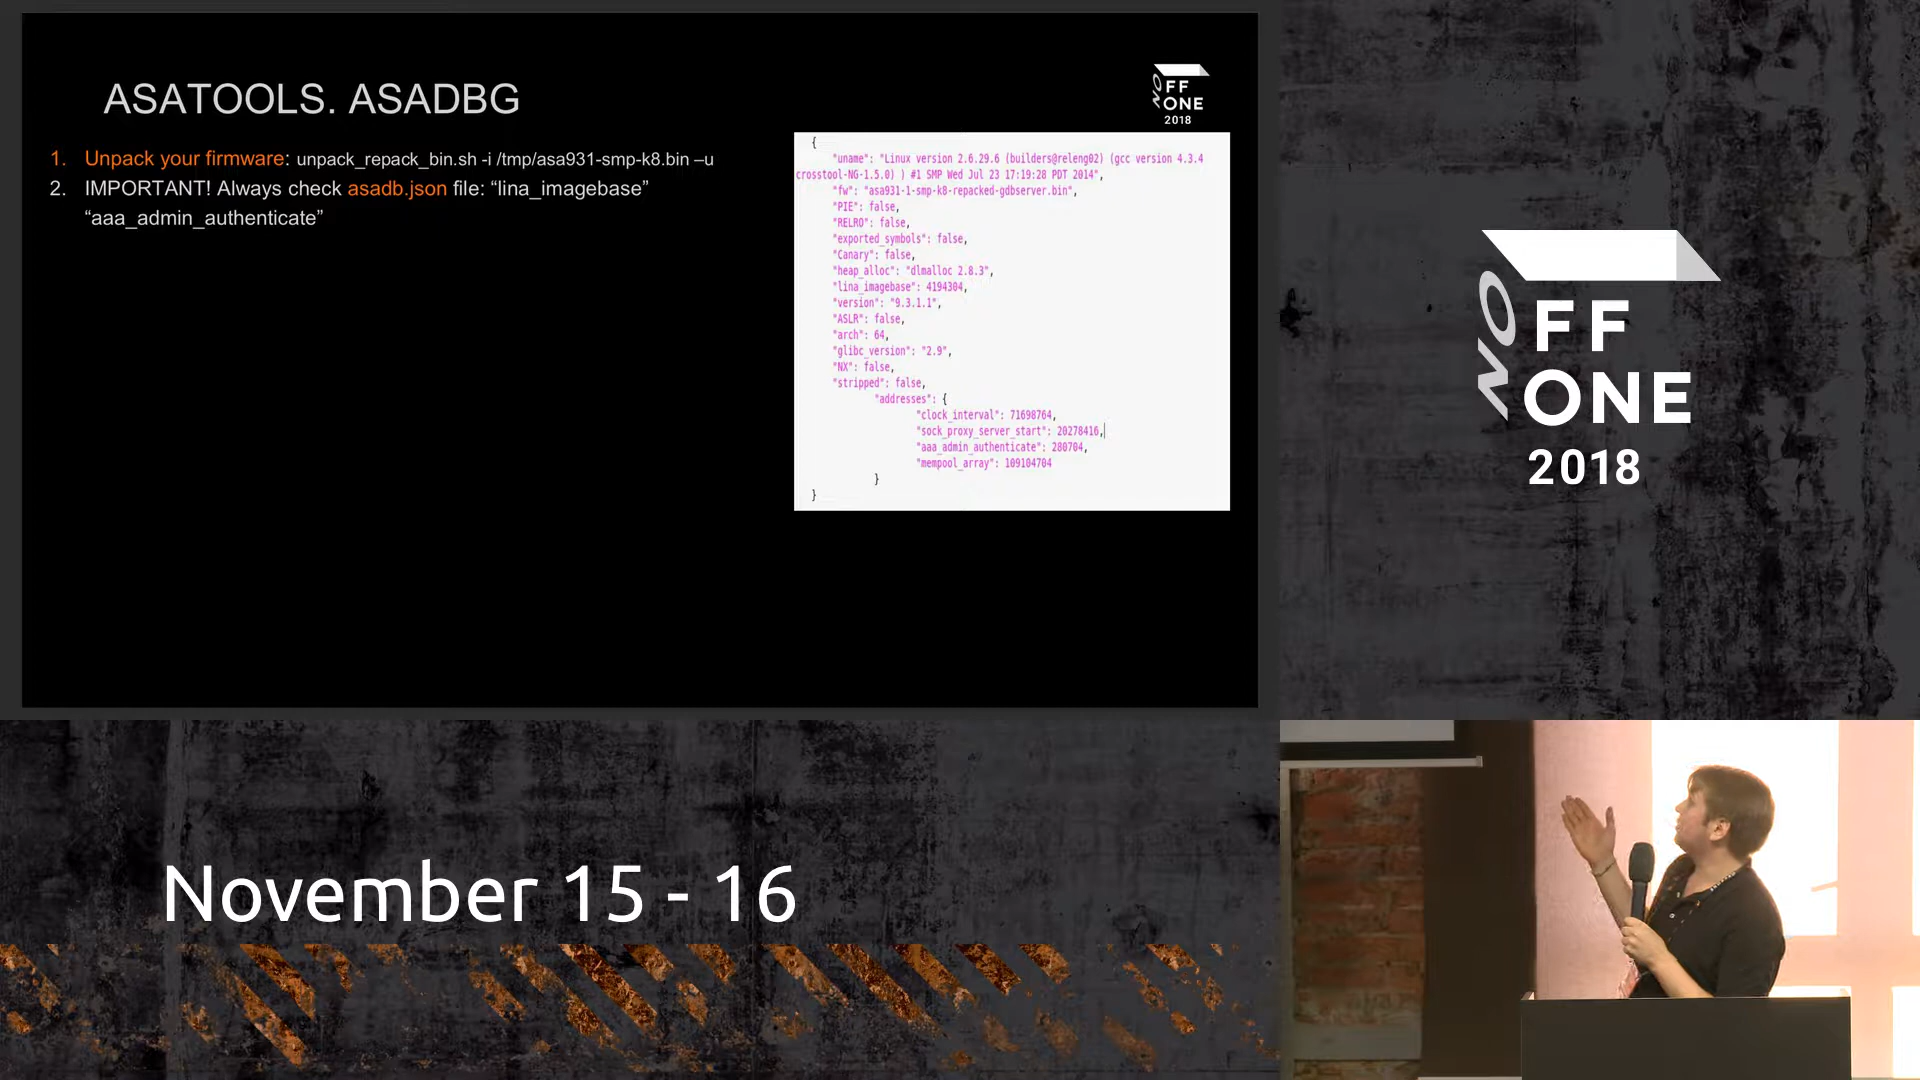 ASATOOLS. ASADBG
NO
FF
ONE
2018
1. Unpack your firmware: unpack_repack_bin.sh -i /tmp/asa931-smp-k8.bin –u
2. IMPORTANT! Always check asadb.json file: “lina_imagebase”
“aaa_admin_authenticate”
{
"uname": "Linux version 2.6.29.6 (builders@releng02) (gcc version 4.3.4
crosstool-NG-1.5.0) ) #1 SMP Wed Jul 23 17:19:28 PDT 2014",
"fw": "asa931-1-smp-k8-repacked-gdbserver.bin",
"PIE": false,
"RELRO": false,
"exported_symbols": false,
"Canary": false,
"heap_alloc": "dlmalloc 2.8.3",
"lina_imagebase": 4194304,
"version": "9.3.1.1",
"ASLR": false,
"arch": 64,
"glibc_version": "2.9",
"NX": false,
"stripped": false,
"addresses": {
"clock_interval": 71698764,
"sock_proxy_server_start": 20278416,
"aaa_admin_authenticate": 280704,
"mempool_array": 109104704
}
}
NO
FF
ONE
2018
November 15 - 16